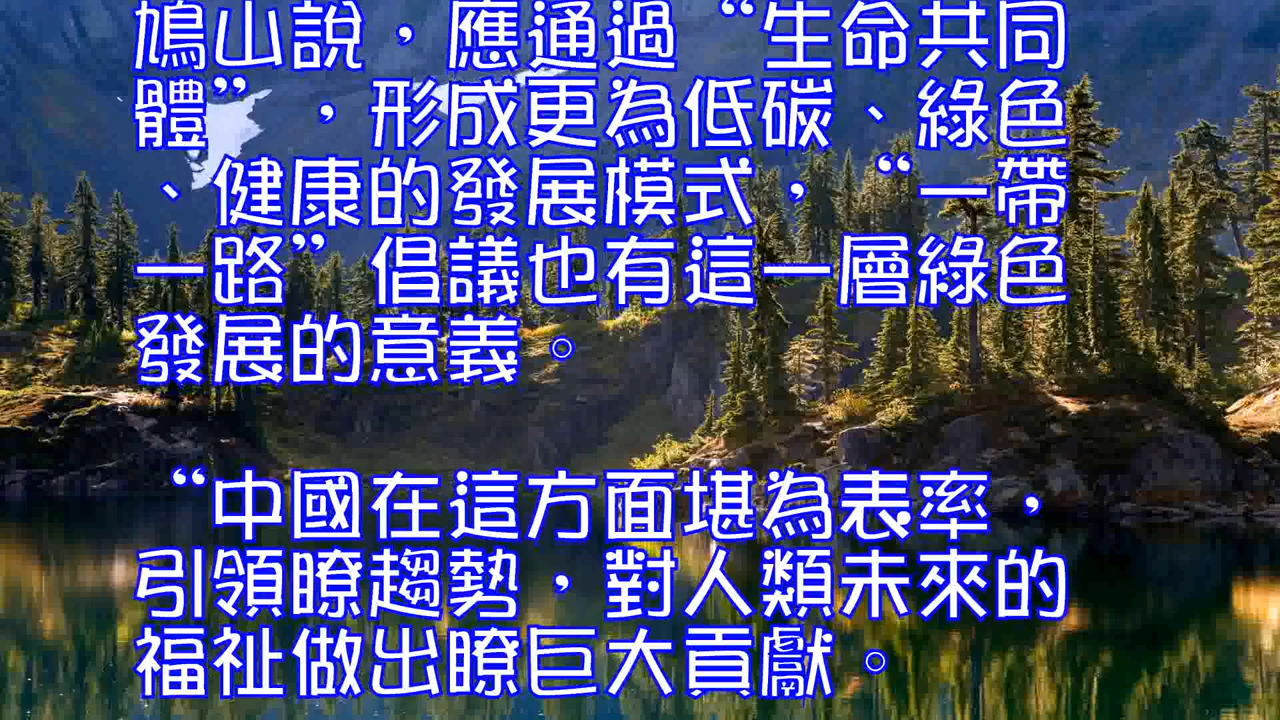 鳩山說，應通過“生命共同
體”，形成更為低碳、綠色
、健康的發展模式，“一帶
一路”倡議也有這一層綠色
發展的意義。
“中國在這方面堪為表率，
引領瞭趨勢，對人類未來的
福祉做出瞭巨大貢獻。